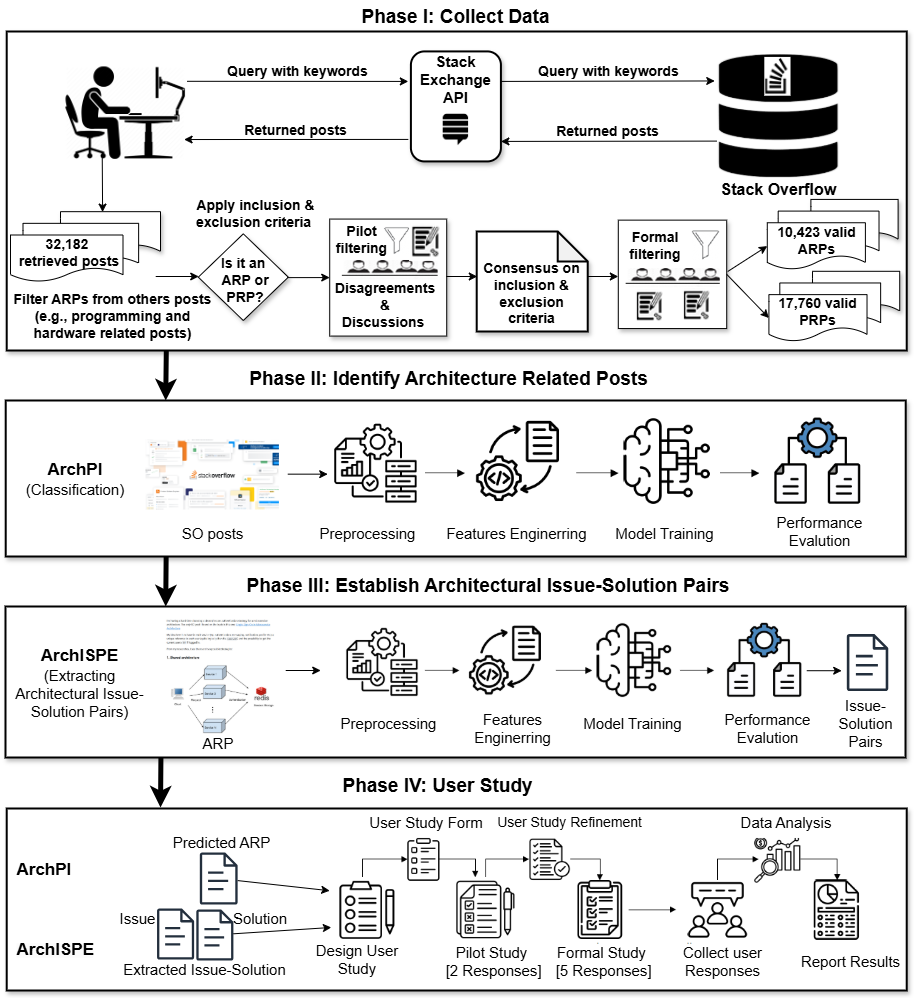 Phase I: Collect Data
Query with keywords
Stack
Exchange
API
Query with keywords
Returned posts
Returned posts
Stack Overflow
32,182
retrieved posts
Apply inclusion &
exclusion criteria
Is it an
ARP or
PRP?
Pilot
filtering
Disagreements
&
Discussions
Consensus on
inclusion &
exclusion
criteria
Formal
filtering
10,423 valid
ARPs
17,760 valid
PRPs
Filter ARPs from others posts
(e.g., programming and
hardware related posts)
Phase II: Identify Architecture Related Posts
ArchPI
(Classification)
stackoverflow
SO posts
Preprocessing
Features Enginerring
Model Training
Performance
Evalution
Phase III: Establish Architectural Issue-Solution Pairs
ArchISPE
(Extracting
Architectural Issue-
Solution Pairs)
redis
ARP
Preprocessing
Features
Enginerring
Model Training
Performance
Evalution
Issue-
Solution
Pairs
Phase IV: User Study
ArchPI
ArchISPE
Predicted ARP
Issue
Solution
Extracted Issue-Solution
Design User
Study
User Study Form
Pilot Study
[2 Responses]
User Study Refinement
Formal Study
[5 Responses]
Collect user
Responses
Data Analysis
Report Results